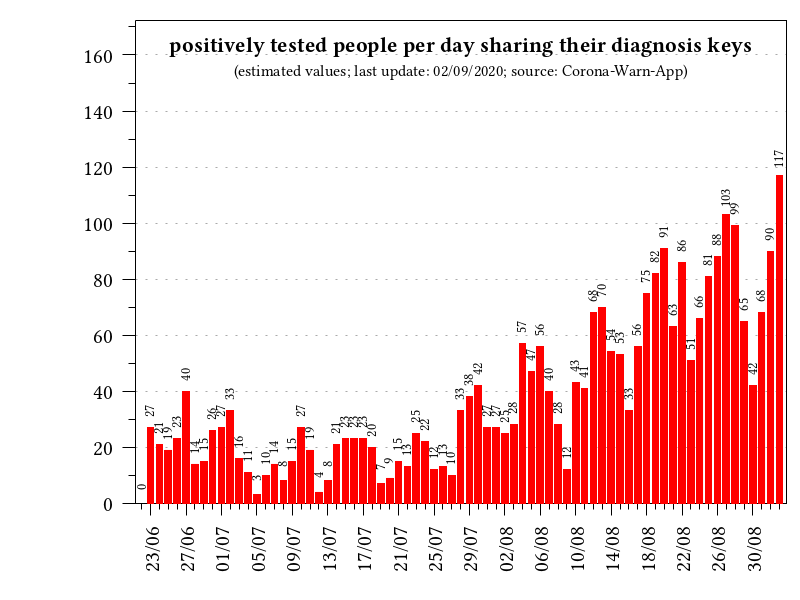 positively tested people per day sharing their diagnosis keys
(estimated values; last update: 02/09/2020; source: Corona-Warn-App)
160
140
120
100
80
60
40
20
0
0 27 21 19 23 40 14 15 26 27 33 16 11 3 10 14 8 15 27 19 4 8 21 23 23 23 20 7 9 15 13 25 22 12 13 10 33 38 42 27 27 25 28 57 47 56 40 28 12 43 41 68 70 54 53 33 56 75 82 91 63 86 51 66 81 88 103 99 65 42 68 90 117
23/06 27/06 01/07 05/07 09/07 13/07 17/07 21/07 25/07 29/07 02/08 06/08 10/08 14/08 18/08 22/08 26/08 30/08